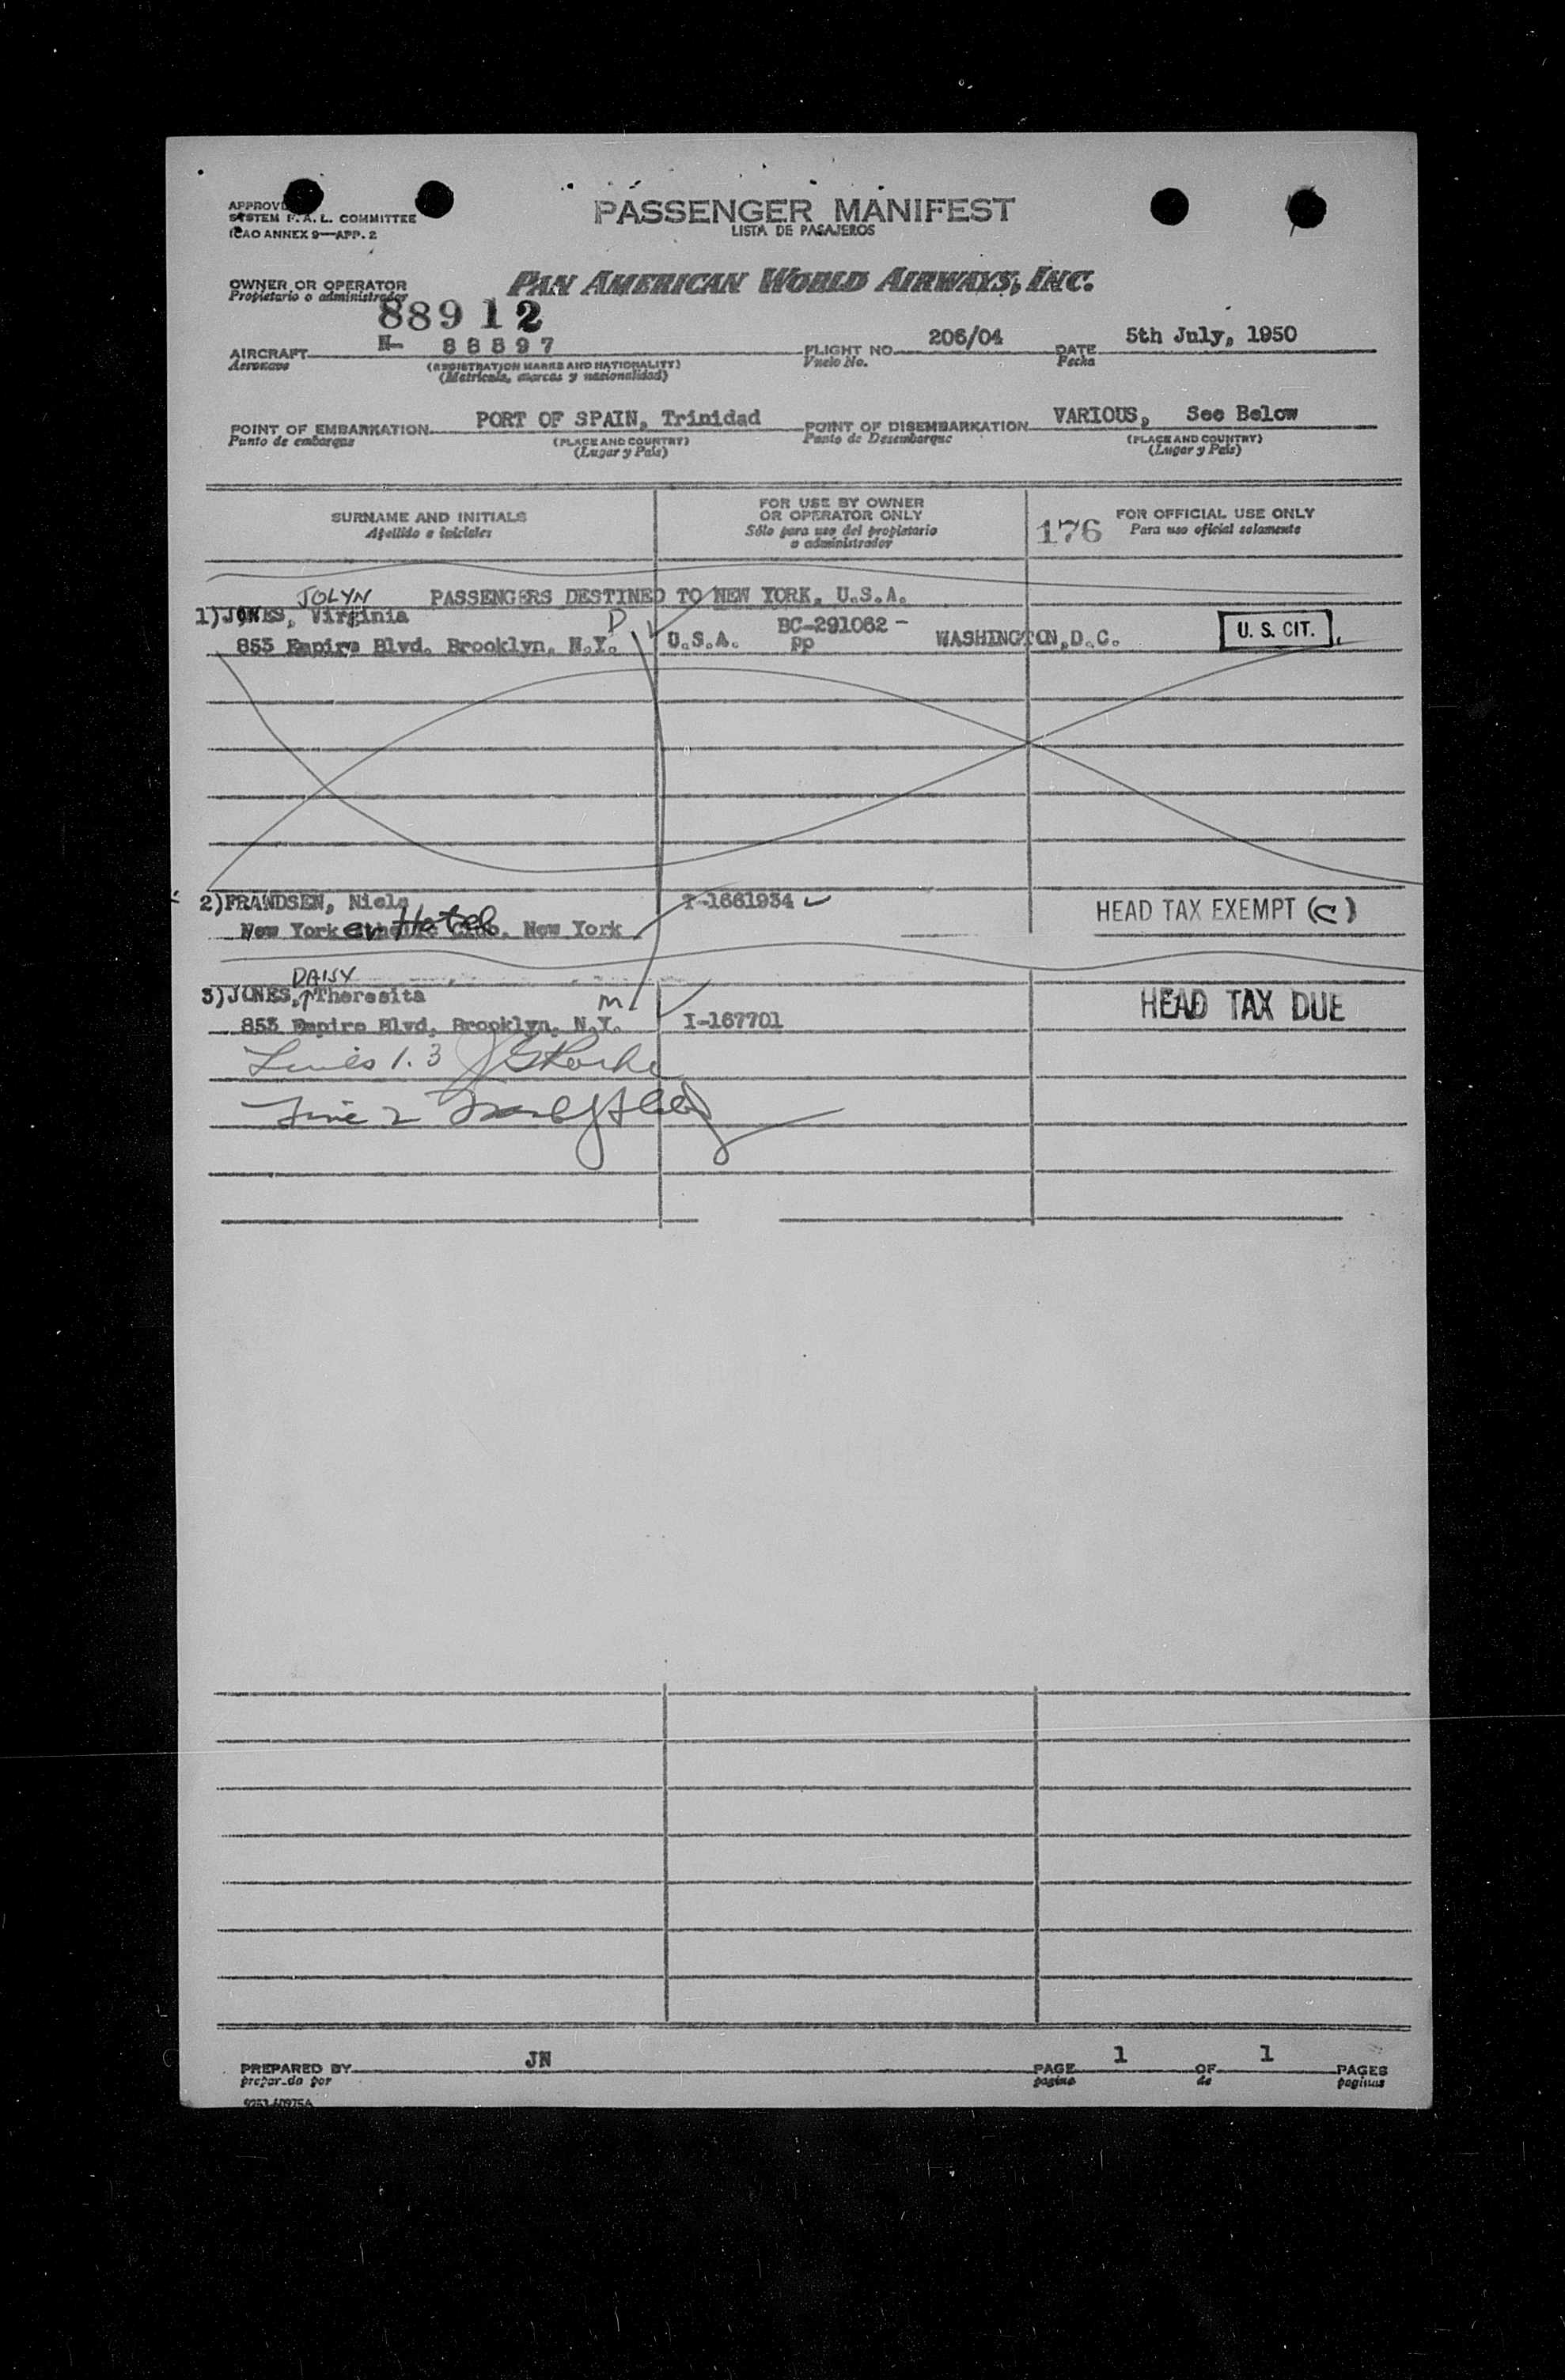 PASSENGER MANIFEST
LISTA DE PASAJEROS
SYSTEM F. A. L. COMMITTEE
ICAO ANNEX 9—APP. 2
OWNER OR OPERATOR PAN AMERICAN WORLD AIRWAYS, INC.
Propietario o administrador
88912
AIRCRAFT N- 88897 FLIGHT NO. 206/04 DATE 5th July, 1950
Aeronave (REGISTRATION MARKS AND NATIONALITY) Vuelo No. Fecha
(Matricula, marcas y nacionalidad)
POINT OF EMBARKATION PORT OF SPAIN, Trinidad POINT OF DISEMBARKATION VARIOUS, See Below
Punto de embarque (PLACE AND COUNTRY) Punto de Desembarque (PLACE AND COUNTRY)
(Lugar y País) (Lugar y País)
SURNAME AND INITIALS FOR USE BY OWNER OR OPERATOR ONLY FOR OFFICIAL USE ONLY
Apellido e iniciales Sólo para uso del propietario o administrador 176 Para uso oficial solamente
JOLYN PASSENGERS DESTINED TO NEW YORK, U.S.A.
1) JONES, Virginia D BC-291062 -
853 Empire Blvd. Brooklyn, N.Y. U.S.A. PP WASHINGTON, D.C. U. S. CIT.
2) FRANDSEN, Niels T-1661934 HEAD TAX EXEMPT (C)
New York Hotel New York
DAISY
3) JONES, Theresita M HEAD TAX DUE
853 Empire Blvd. Brooklyn, N.Y. I-167701
Lines 1. 3
Line 2
PREPARED BY JN PAGE 1 OF 1 PAGES
por pagina de paginas